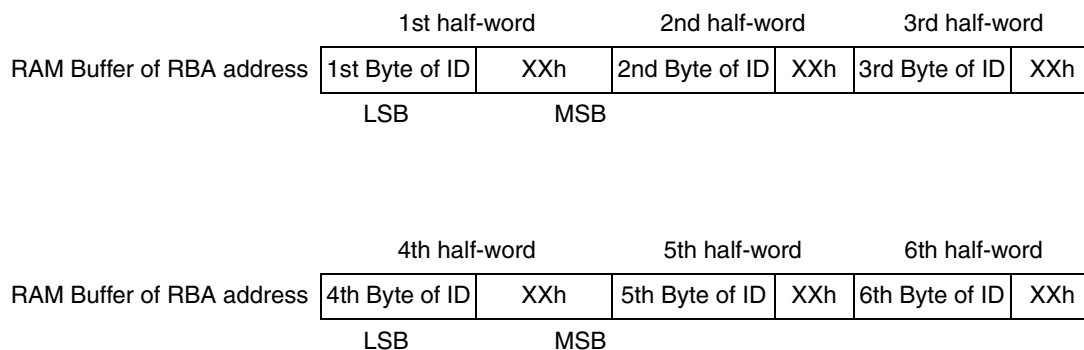 1st half-word 2nd half-word 3rd half-word
RAM Buffer of RBA address 1st Byte of ID XXh 2nd Byte of ID XXh 3rd Byte of ID XXh
LSB MSB
4th half-word 5th half-word 6th half-word
RAM Buffer of RBA address 4th Byte of ID XXh 5th Byte of ID XXh 6th Byte of ID XXh
LSB MSB